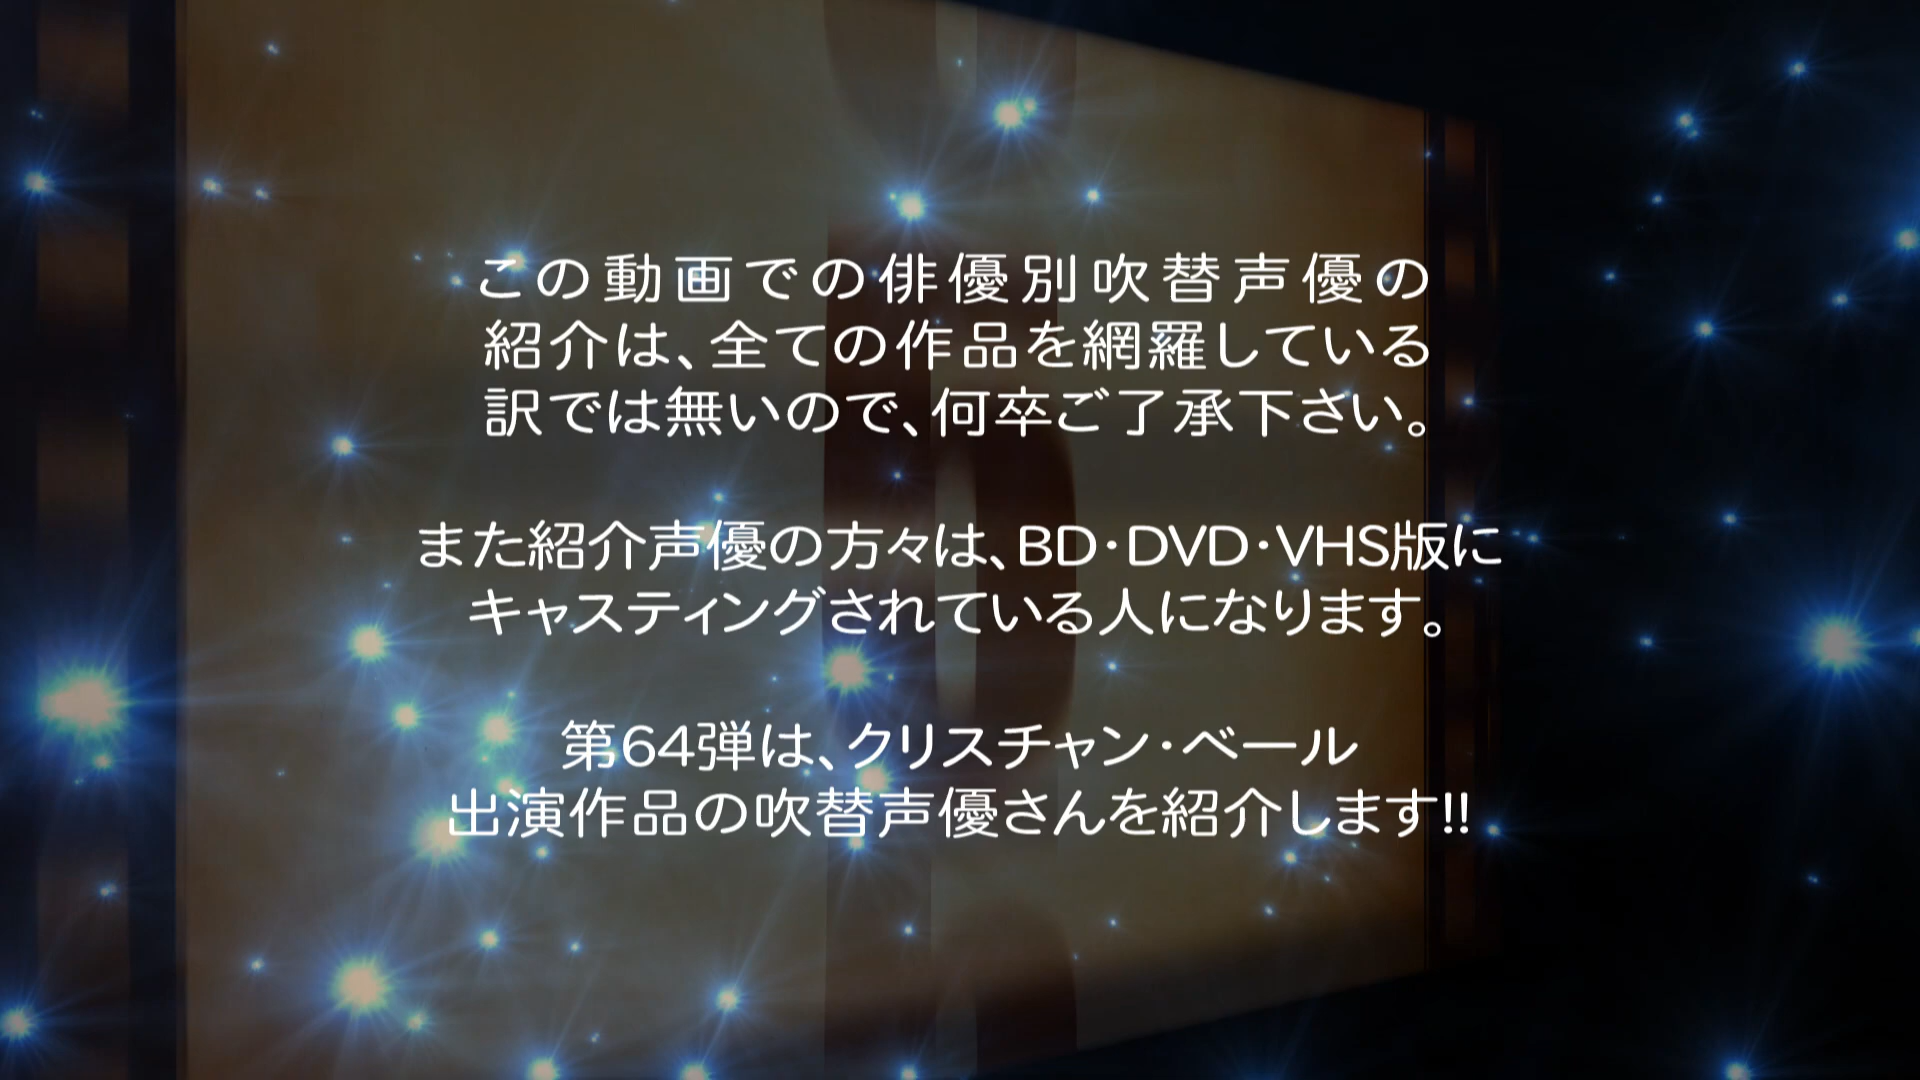 この動画での俳優別吹替声優の
紹介は、全ての作品を網羅している
訳では無いので、何卒ご了承下さい。
また紹介声優の方々は、BD・DVD・VHS版に
キャスティングされている人になります。
第64弾は、クリスチャン・ベール
出演作品の吹替声優さんを紹介します!!